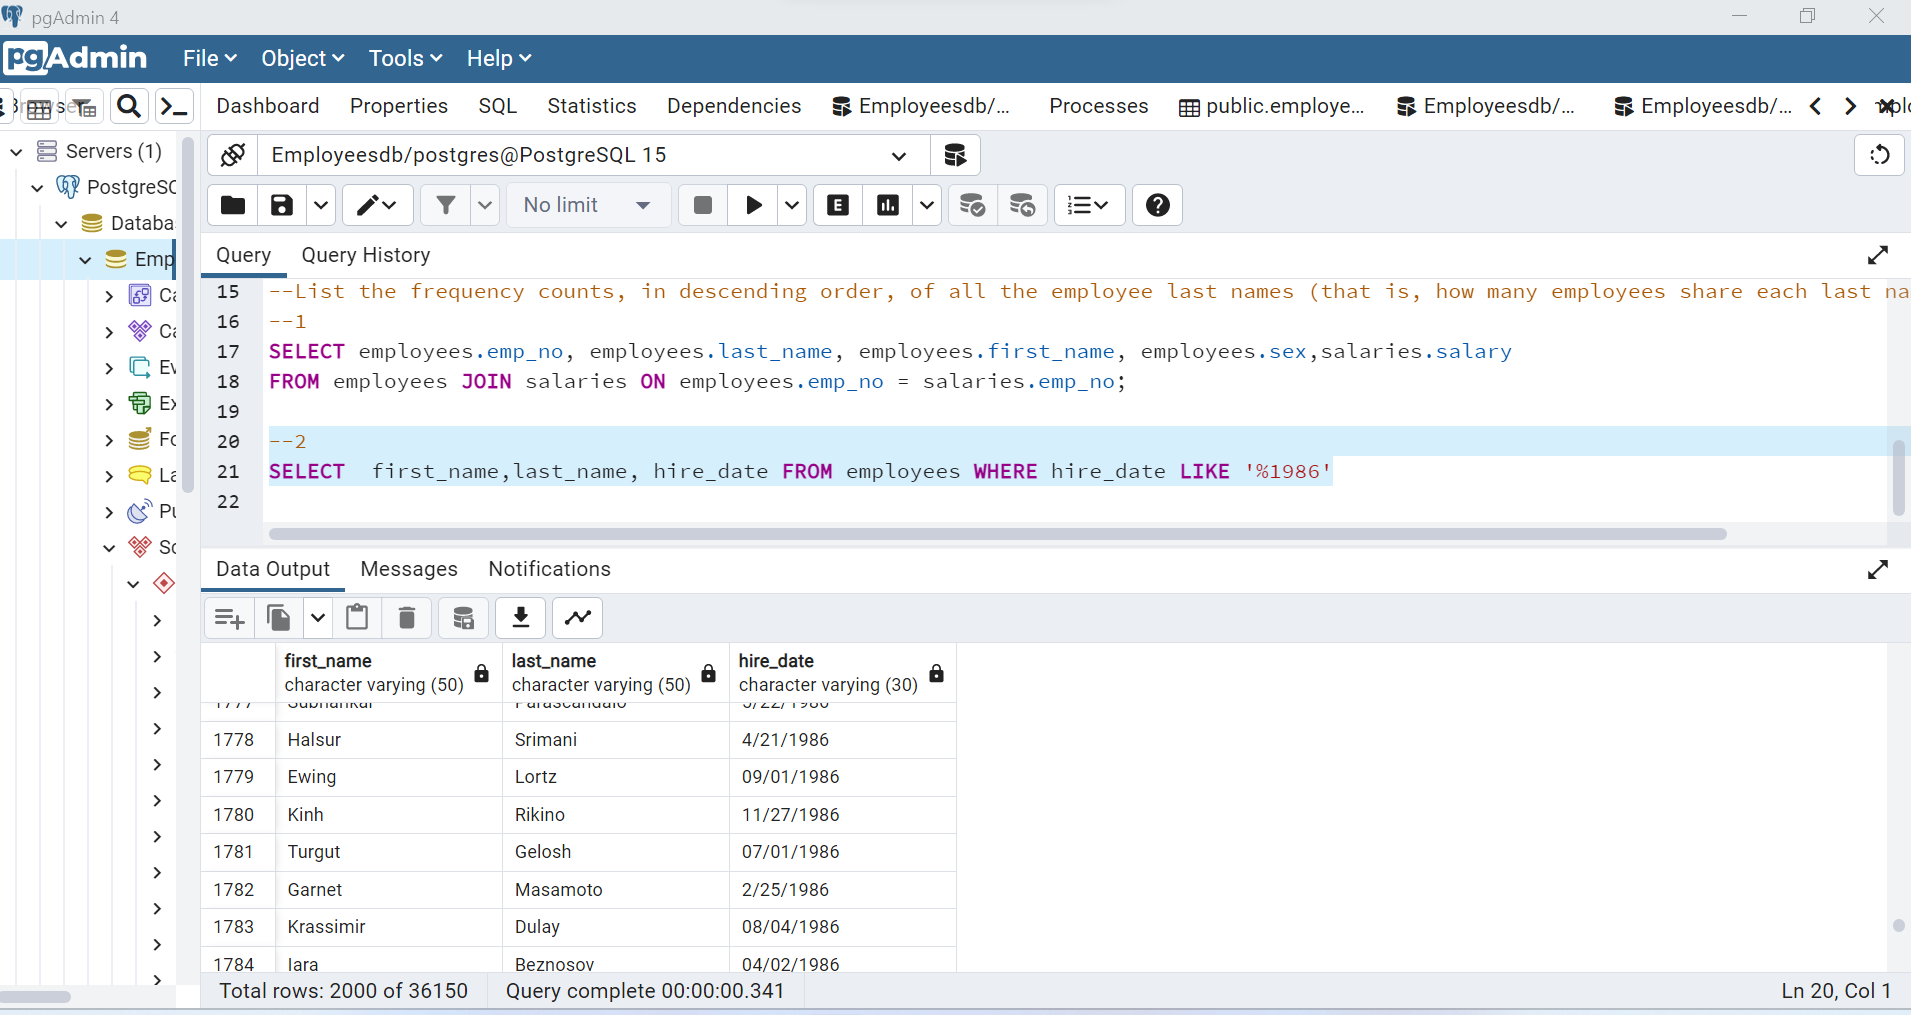 pgAdmin 4
pgAdmin File Object Tools Help
Dashboard Properties SQL Statistics Dependencies Employeesdb/... Processes public.employe... Employeesdb/... Employeesdb/...
Servers (1)
PostgreSC
Databa
Emp
Ca
Ca
Ev
Ex
Fo
La
Pu
Sc
Employeesdb/postgres@PostgreSQL 15
No limit
E
Query Query History
15 --List the frequency counts, in descending order, of all the employee last names (that is, how many employees share each last na
16 --1
17 SELECT employees.emp_no, employees.last_name, employees.first_name, employees.sex,salaries.salary
18 FROM employees JOIN salaries ON employees.emp_no = salaries.emp_no;
19
20 --2
21 SELECT  first_name,last_name, hire_date FROM employees WHERE hire_date LIKE '%1986'
22
Data Output Messages Notifications
first_name last_name hire_date
character varying (50) character varying (50) character varying (30)
1777 Subhankar Parascandalo 5/22/1986
1778 Halsur Srimani 4/21/1986
1779 Ewing Lortz 09/01/1986
1780 Kinh Rikino 11/27/1986
1781 Turgut Gelosh 07/01/1986
1782 Garnet Masamoto 2/25/1986
1783 Krassimir Dulay 08/04/1986
1784 Iara Beznosov 04/02/1986
Total rows: 2000 of 36150 Query complete 00:00:00.341 Ln 20, Col 1